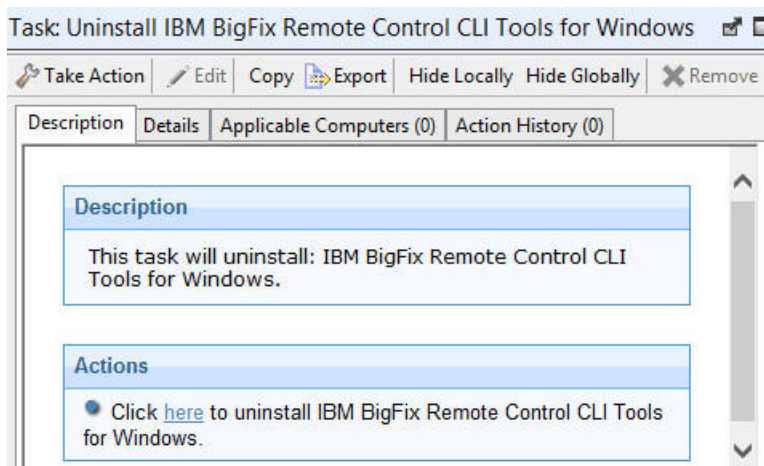 Task: Uninstall IBM BigFix Remote Control CLI Tools for Windows
Take Action Edit Copy Export Hide Locally Hide Globally Remove
Description Details Applicable Computers (0) Action History (0)
Description
This task will uninstall: IBM BigFix Remote Control CLI
Tools for Windows.
Actions
Click here to uninstall IBM BigFix Remote Control CLI Tools
for Windows.